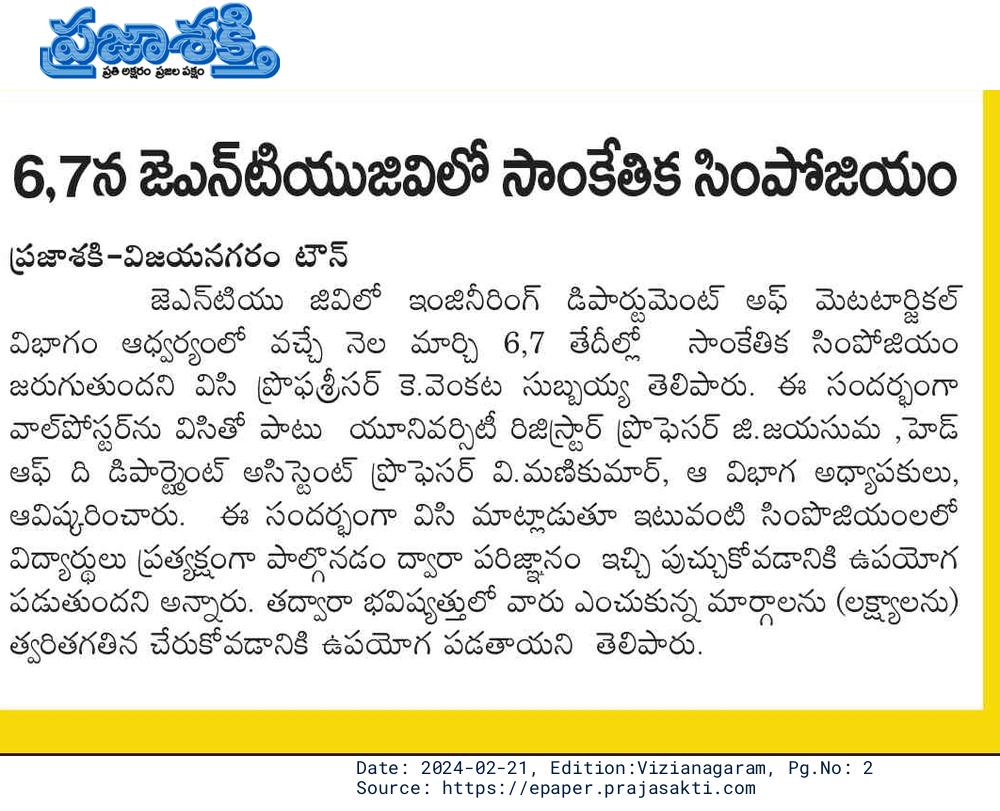 ప్రజాశక్తి
ప్రతి అక్షరం ప్రజల పక్షం
6,7న జెఎన్‌టియుజివిలో సాంకేతిక సింపోజియం
ప్రజాశకి-విజయనగరం టౌన్
జెఎన్‌టియు జివిలో ఇంజినీరింగ్ డిపార్టుమెంట్ అఫ్ మెటటార్జికల్
విభాగం ఆధ్వర్యంలో వచ్చే నెల మార్చి 6,7 తేదీల్లో సాంకేతిక సింపోజియం
జరుగుతుందని విసి ప్రొఫశ్రీసర్ కె.వెంకట సుబ్బయ్య తెలిపారు. ఈ సందర్భంగా
వాల్‌పోస్టర్‌ను విసితో పాటు యూనివర్సిటీ రిజిస్ట్రార్ ప్రొఫెసర్ జి.జయసుమ ,హెడ్
ఆఫ్ ది డిపార్ట్మెంట్ అసిస్టెంట్ ప్రొఫెసర్ వి.మణికుమార్, ఆ విభాగ అధ్యాపకులు,
ఆవిష్కరించారు. ఈ సందర్భంగా విసి మాట్లాడుతూ ఇటువంటి సింపొజియంలలో
విద్యార్థులు ప్రత్యక్షంగా పాల్గొనడం ద్వారా పరిజ్ఞానం ఇచ్చి పుచ్చుకోవడానికి ఉపయోగ
పడుతుందని అన్నారు. తద్వారా భవిష్యత్తులో వారు ఎంచుకున్న మార్గాలను (లక్ష్యాలను)
త్వరితగతిన చేరుకోవడానికి ఉపయోగ పడతాయని తెలిపారు.
Date: 2024-02-21, Edition:Vizianagaram, Pg.No: 2
Source: https://epaper.prajasakti.com